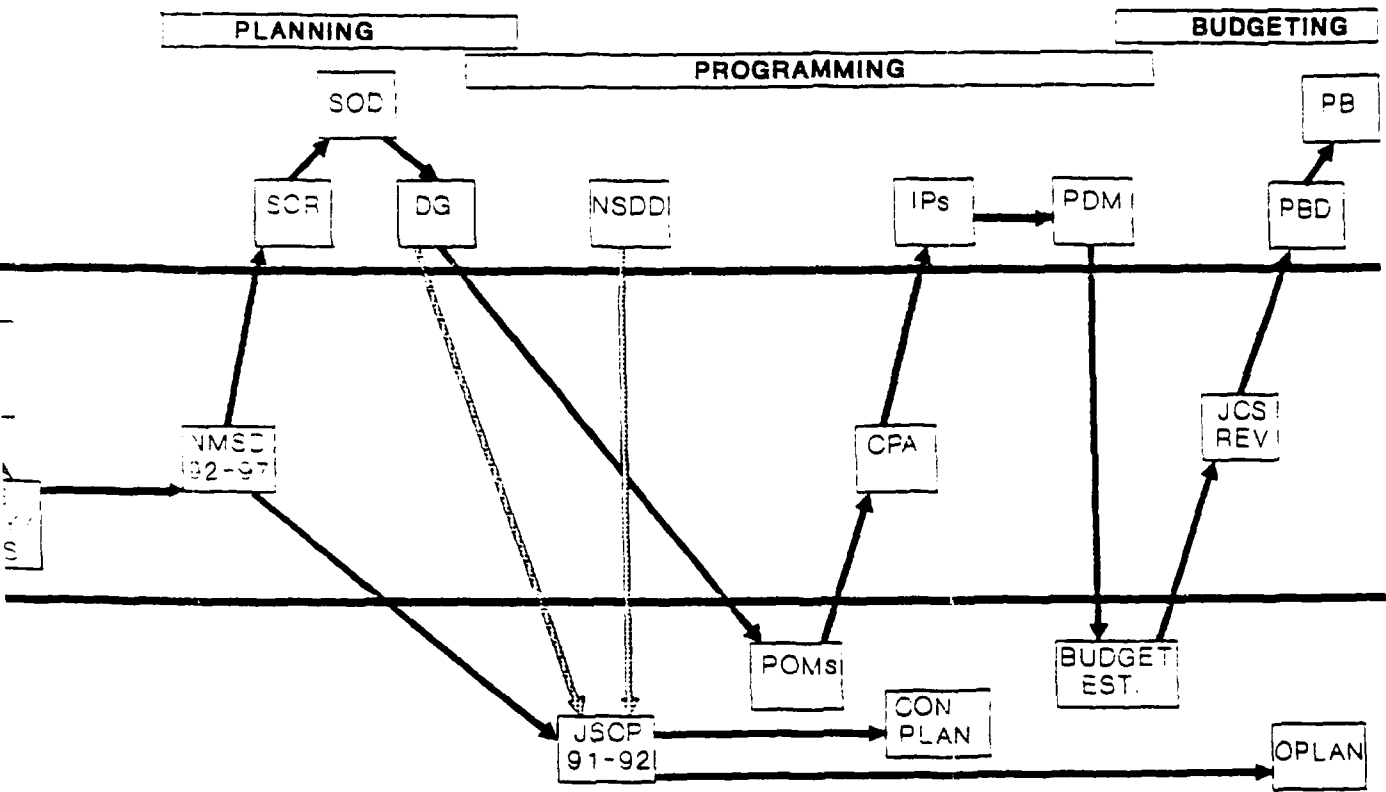 PLANNING
BUDGETING
PROGRAMMING
SOD
PB
SCR
DG
NSDD
IPs
PDM
PBD
NMSD
92-97
CPA
JCS
REV
S
POMs
BUDGET
EST.
JSCP
91-92
CON
PLAN
OPLAN